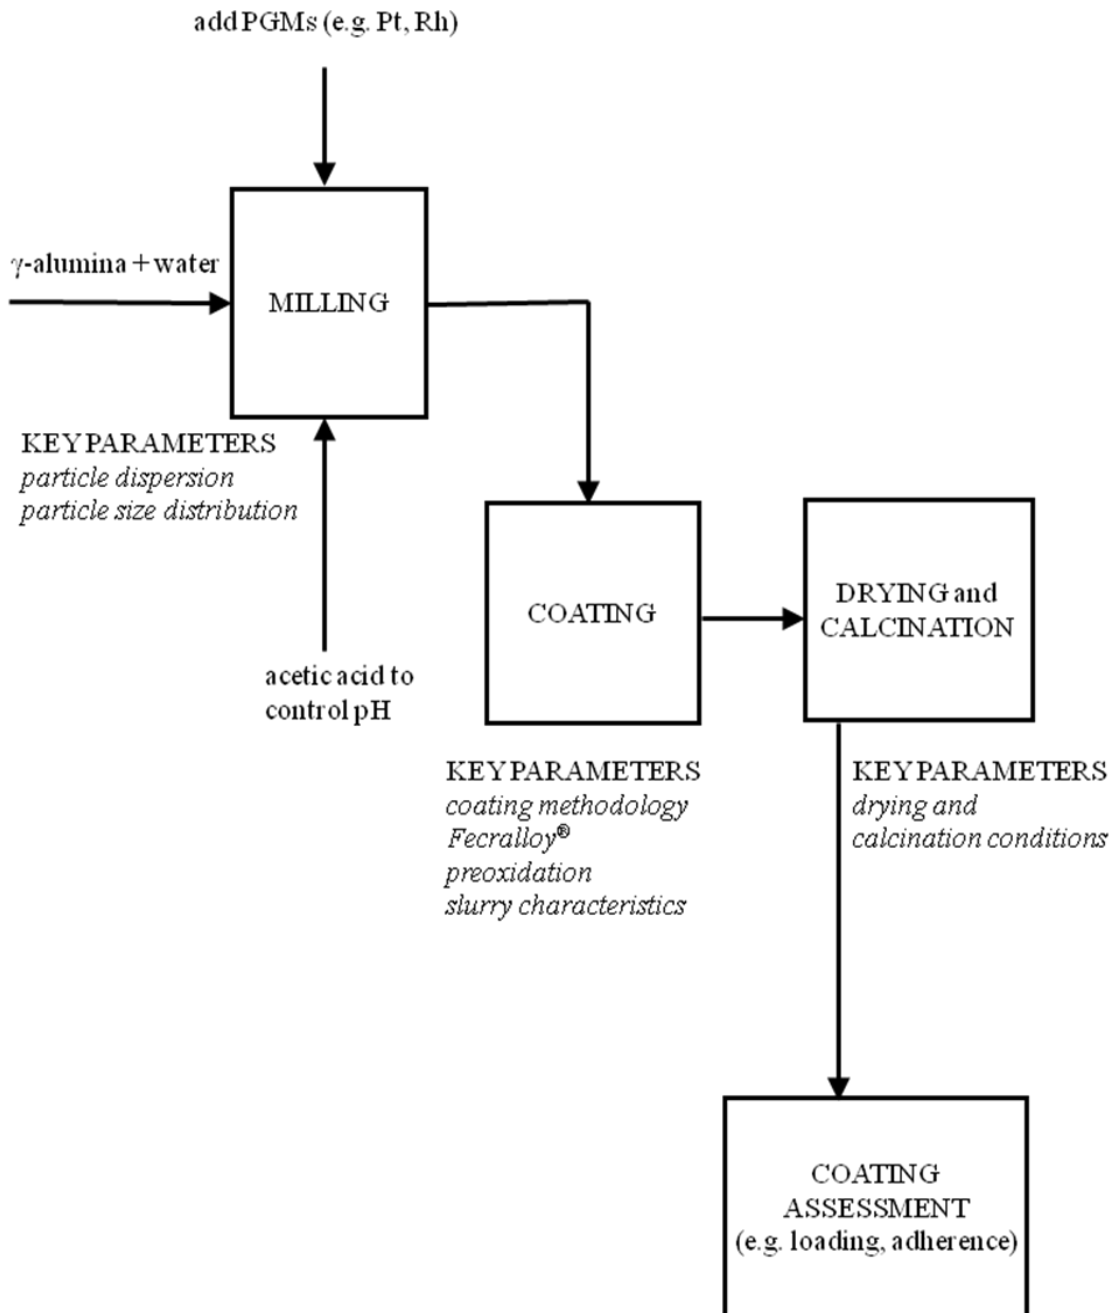 add PGMs (e.g. Pt, Rh)
γ-alumina + water
MILLING
KEY PARAMETERS
particle dispersion
particle size distribution
acetic acid to
control pH
COATING
DRYING and
CALCINATION
KEY PARAMETERS
coating methodology
Fecralloy®
preoxidation
slurry characteristics
KEY PARAMETERS
drying and
calcination conditions
COATING
ASSESSMENT
(e.g. loading, adherence)